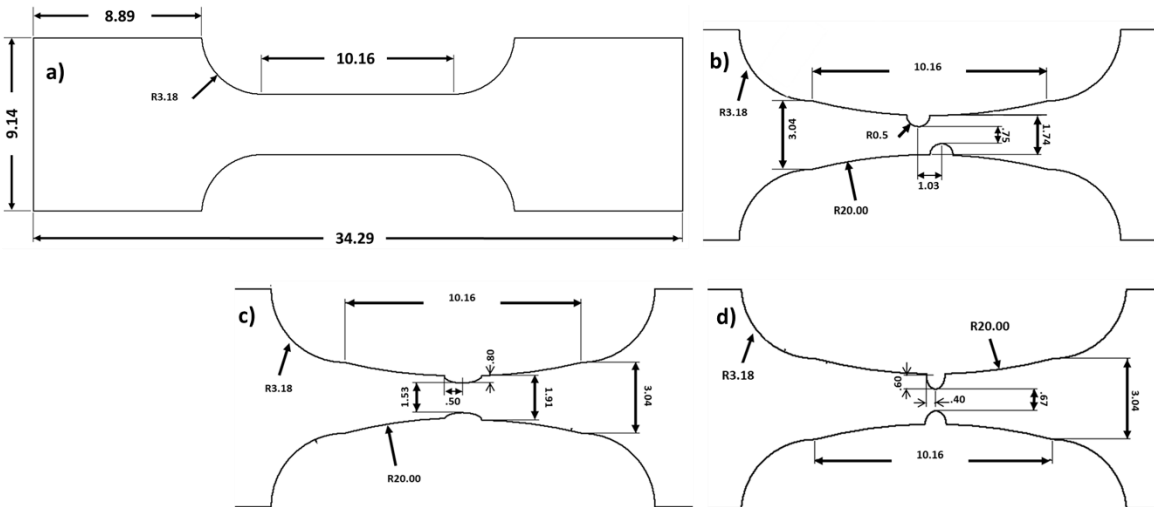 8.89
a)
10.16
R3.18
9.14
34.29
b)
10.16
R3.18
3.04
R0.5
.75
1.74
1.03
R20.00
c)
10.16
R3.18
.80
1.53
.50
1.91
3.04
R20.00
d)
R20.00
R3.18
.60
.40
.67
3.04
10.16